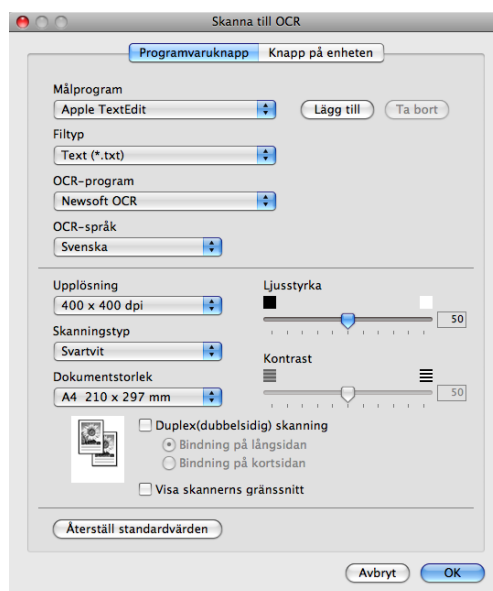 Skanna till OCR
Programvaruknapp Knapp på enheten
Målprogram
Apple TextEdit Lägg till Ta bort
Filtyp
Text (*.txt)
OCR-program
Newsoft OCR
OCR-språk
Svenska
Upplösning Ljusstyrka
400 x 400 dpi 50
Skanningstyp
Svartvit Kontrast
Dokumentstorlek
A4 210 x 297 mm 50
Duplex(dubbelsidig) skanning
Bindning på långsidan
Bindning på kortsidan
Visa skannerns gränssnitt
Återställ standardvärden
Avbryt OK